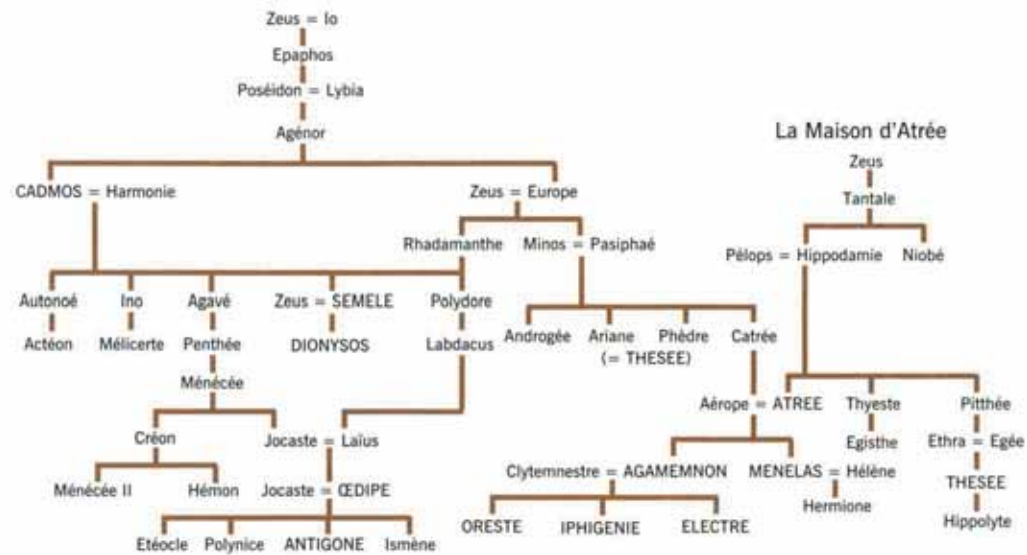 Zeus = Io
Epaphos
Poséidon = Lybia
Agénor
La Maison d'Atrée
Zeus
CADMOS = Harmonie Zeus = Europe Tantale
Rhadamanthe Minos = Pasiphaé Pélops = Hippodamie Niobé
Autonoé Ino Agavé Zeus = SEMELE Polydore
Actéon Mélicerte Penthée DIONYSOS Labdacus Androgée Ariane Phèdre Catrée
(= THESEE)
Ménécée
Aérope = ATREE Thyeste Pitthée
Créon Jocaste = Laïus Egisthe Ethra = Egée
Clytemnestre = AGAMEMNON MENELAS = Hélène
Ménécée II Hémon Jocaste = ŒDIPE THESEE
Hermione
ORESTE IPHIGENIE ELECTRE Hippolyte
Etéocle Polynice ANTIGONE Ismène